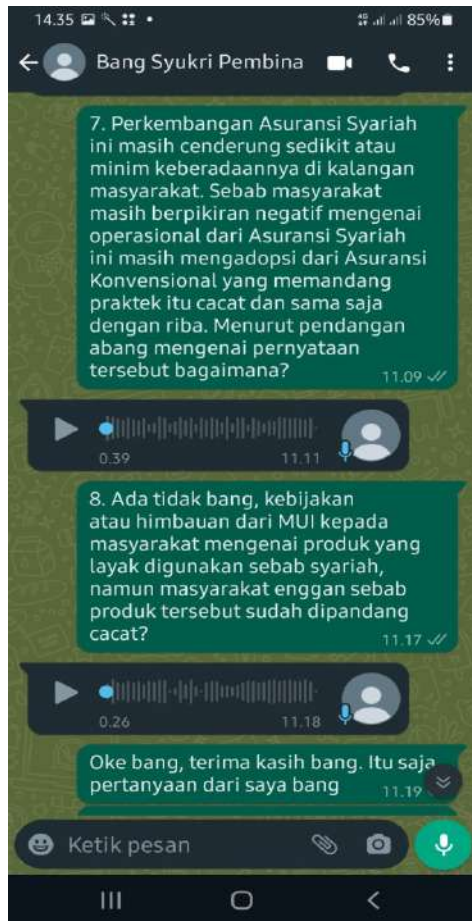 14.35
85%
Bang Syukri Pembina
7. Perkembangan Asuransi Syariah
ini masih cenderung sedikit atau
minim keberadaannya di kalangan
masyarakat. Sebab masyarakat
masih berpikiran negatif mengenai
operasional dari Asuransi Syariah
ini masih mengadopsi dari Asuransi
Konvensional yang memandang
praktek itu cacat dan sama saja
dengan riba. Menurut pendangan
abang mengenai pernyataan
tersebut bagaimana?
11.09
0.39
11.11
8. Ada tidak bang, kebijakan
atau himbauan dari MUI kepada
masyarakat mengenai produk yang
layak digunakan sebab syariah,
namun masyarakat enggan sebab
produk tersebut sudah dipandang
cacat?
11.17
0.26
11.18
Oke bang, terima kasih bang. Itu saja
pertanyaan dari saya bang
11.19
Ketik pesan